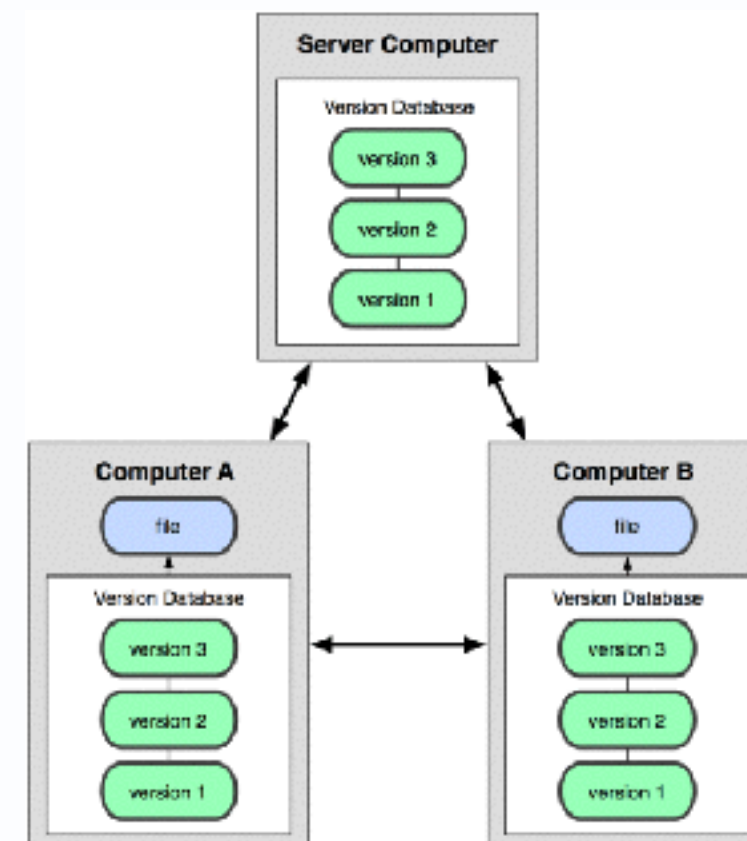 Server Computer
Version Database
version 3
version 2
version 1
Computer A
file
Version Database
version 3
version 2
version 1
Computer B
file
Version Database
version 3
version 2
version 1